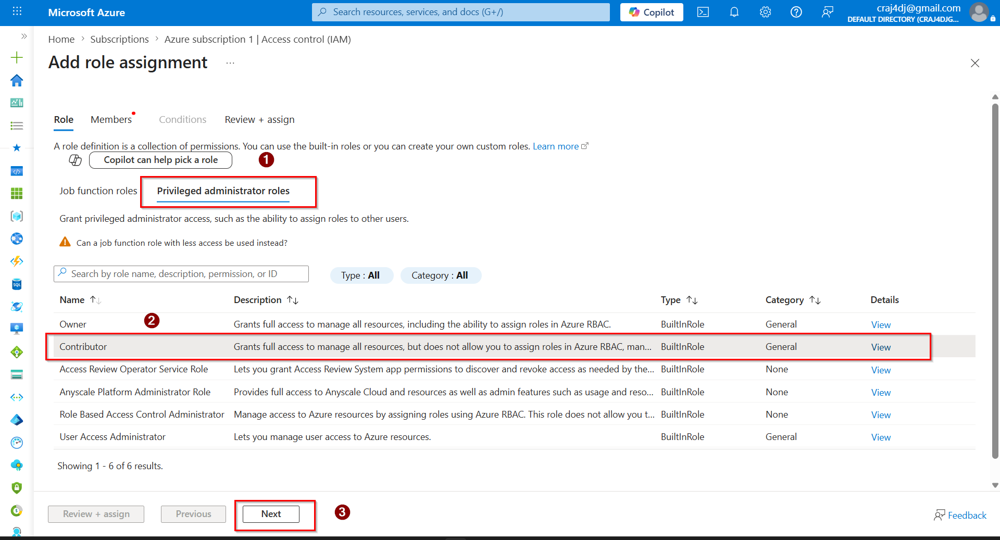 Microsoft Azure
Search resources, services, and docs (G+/)
Copilot
craj4dj@gmail.com
DEFAULT DIRECTORY (CRAJ4DJG...
Home > Subscriptions > Azure subscription 1 | Access control (IAM)
Add role assignment ...
Role Members Conditions Review + assign
A role definition is a collection of permissions. You can use the built-in roles or you can create your own custom roles. Learn more
Copilot can help pick a role
1
Job function roles Privileged administrator roles
Grant privileged administrator access, such as the ability to assign roles to other users.
Can a job function role with less access be used instead?
Search by role name, description, permission, or ID
Type : All
Category : All
Name Description Type Category Details
2
Owner Grants full access to manage all resources, including the ability to assign roles in Azure RBAC. BuiltInRole General View
Contributor Grants full access to manage all resources, but does not allow you to assign roles in Azure RBAC, man... BuiltInRole General View
Access Review Operator Service Role Lets you grant Access Review System app permissions to discover and revoke access as needed by the... BuiltInRole None View
Anyscale Platform Administrator Role Provides full access to Anyscale Cloud and resources as well as admin features such as usage and reso... BuiltInRole None View
Role Based Access Control Administrator Manage access to Azure resources by assigning roles using Azure RBAC. This role does not allow you t... BuiltInRole None View
User Access Administrator Lets you manage user access to Azure resources. BuiltInRole General View
Showing 1 - 6 of 6 results.
Review + assign Previous Next
3
Feedback
SQL